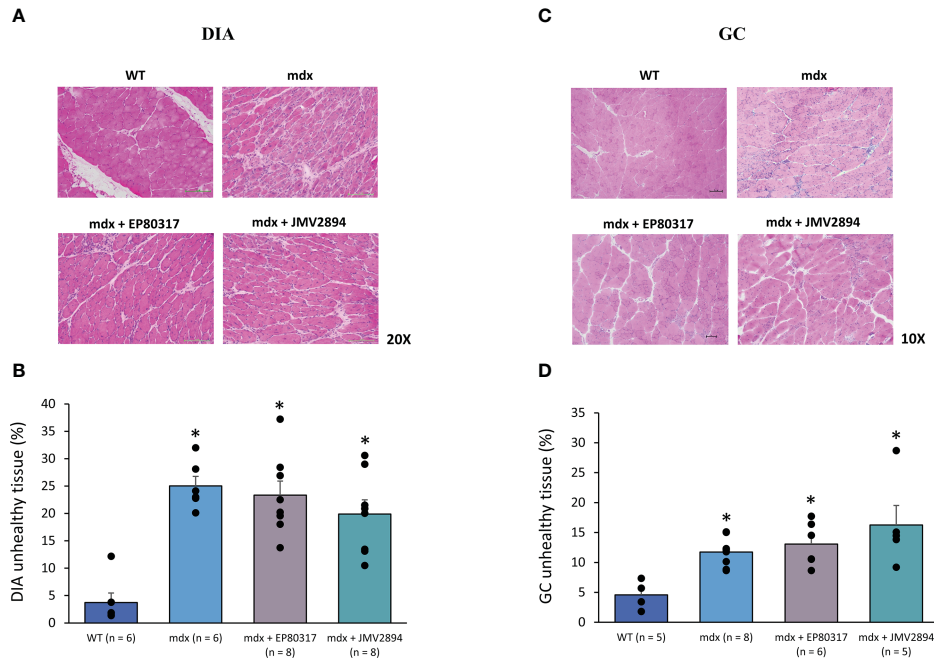 A
DIA
WT
mdx
mdx + EP80317
mdx + JMV2894
20X
B
DIA unhealthy tissue (%)
40
35
30
25
20
15
10
5
0
*
*
*
WT (n = 6)
mdx (n = 6)
mdx + EP80317
(n = 8)
mdx + JMV2894
(n = 8)
C
GC
WT
mdx
mdx + EP80317
mdx + JMV2894
10X
D
GC unhealthy tissue (%)
35
30
25
20
15
10
5
0
*
*
*
WT (n = 5)
mdx (n = 8)
mdx + EP80317
(n = 6)
mdx + JMV2894
(n = 5)